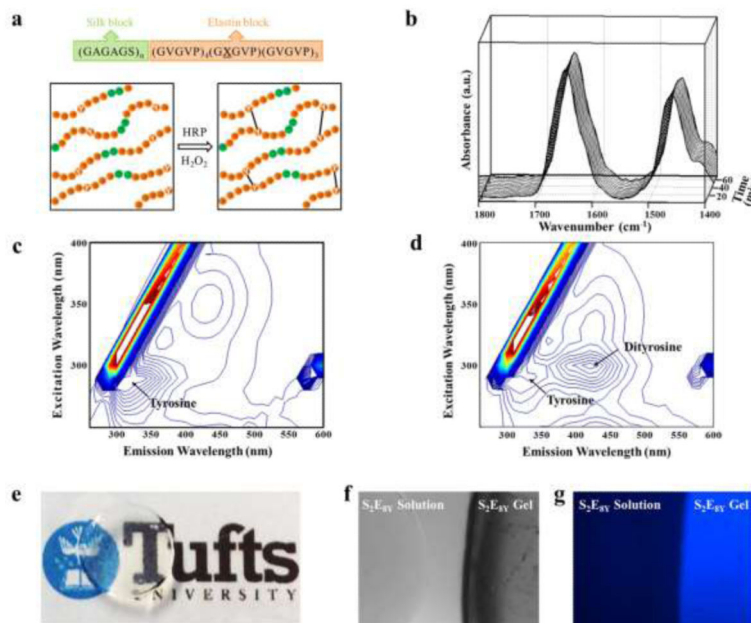 a
Silk block
Elastin block
(GAGAGS)n
(GVGVP)4(GXGVP)(GVGVP)3
HRP
H2O2
b
Absorbance (a.u.)
60
40
20
Time
1800 1700 1600 1500 1400
Wavenumber (cm-1)
c
Excitation Wavelength (nm)
400
350
300
Tyrosine
300 350 400 450 500 550 600
Emission Wavelength (nm)
d
Excitation Wavelength (nm)
400
350
300
Dityrosine
Tyrosine
300 350 400 450 500 550 600
Emission Wavelength (nm)
e
Tufts
UNIVERSITY
f
S2E8Y Solution
S2E8Y Gel
g
S2E8Y Solution
S2E8Y Gel